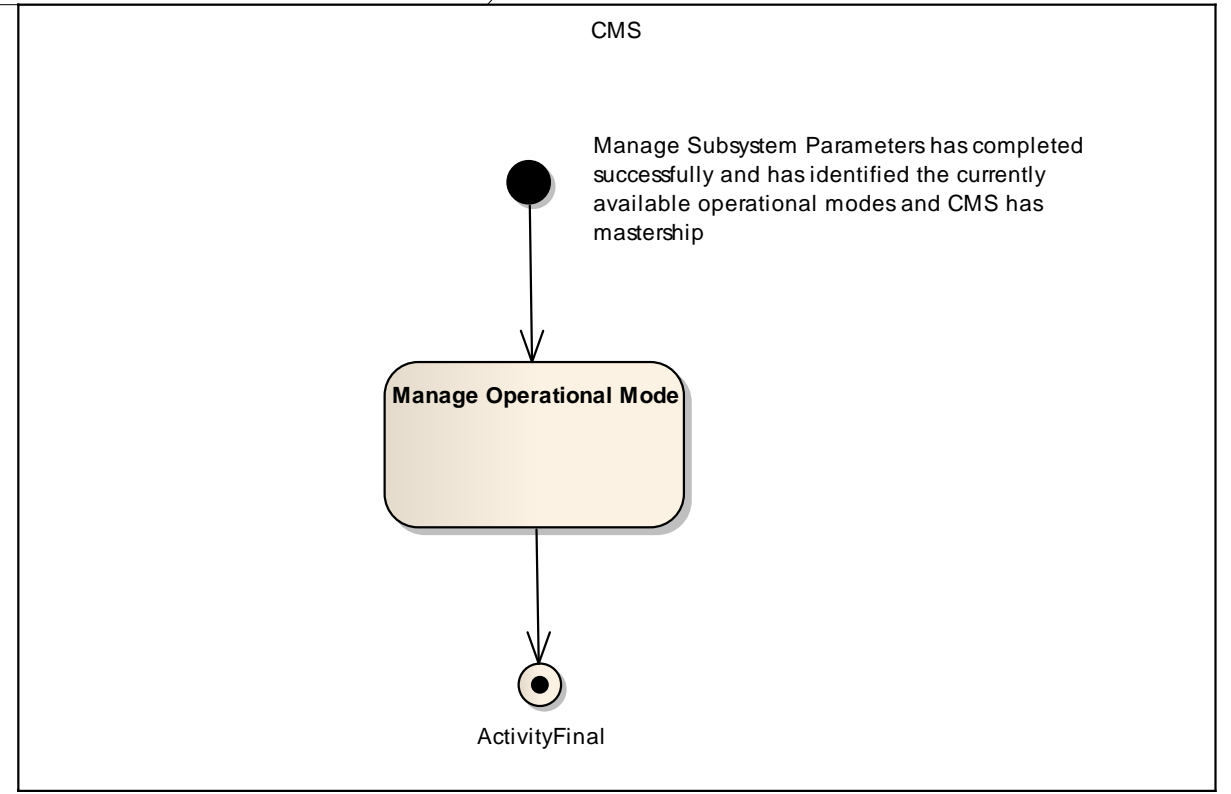 CMS
Manage Subsystem Parameters has completed
successfully and has identified the currently
available operational modes and CMS has
mastership
Manage Operational Mode
ActivityFinal